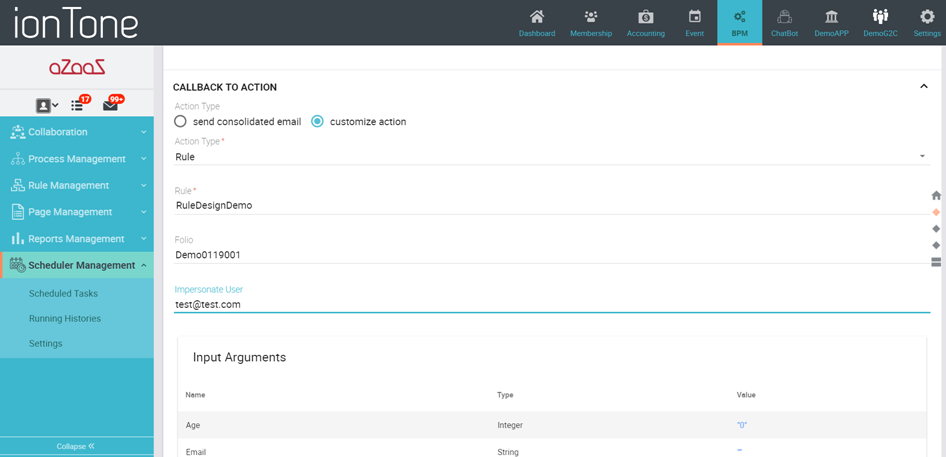 ionTone
Dashboard Membership Accounting Event BPM ChatBot DemoAPP DemoG2C Settings
aZaaS
17 99+
Collaboration
Process Management
Rule Management
Page Management
Reports Management
Scheduler Management
Scheduled Tasks
Running Histories
Settings
Collapse
CALLBACK TO ACTION
Action Type
send consolidated email customize action
Action Type *
Rule
Rule *
RuleDesignDemo
Folio
Demo0119001
Impersonate User
test@test.com
Input Arguments
Name Type Value
Age Integer "0"
Email String ""